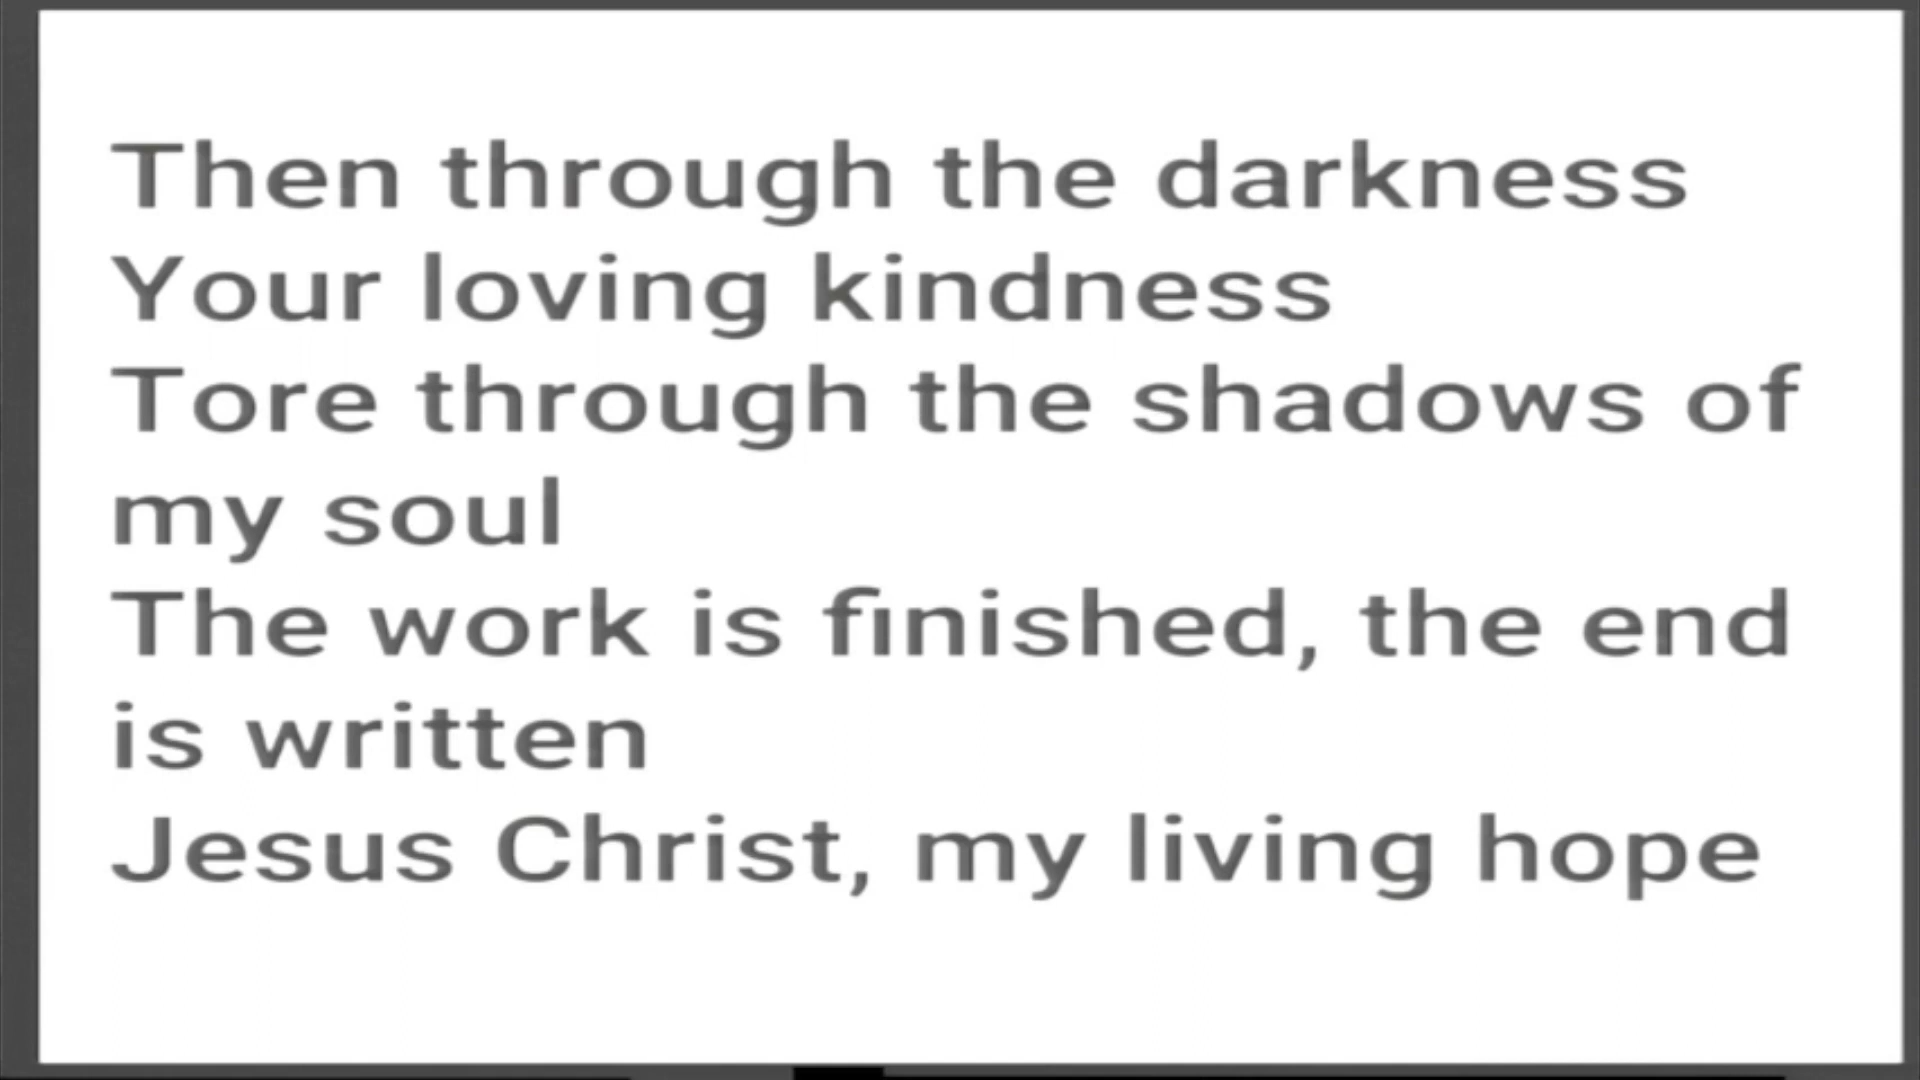 Then through the darkness
Your loving kindness
Tore through the shadows of
my soul
The work is finished, the end
is written
Jesus Christ, my living hope